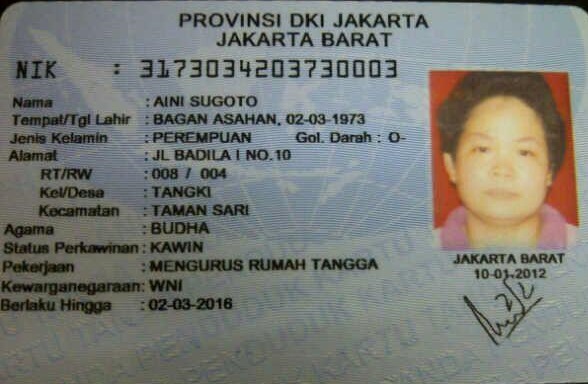 PROVINSI DKI JAKARTA
JAKARTA BARAT
NIK : 3173034203730003
Nama : AINI SUGOTO
Tempat/Tgl Lahir : BAGAN ASAHAN, 02-03-1973
Jenis Kelamin : PEREMPUAN Gol. Darah : O-
Alamat : JL BADILA I NO.10
RT/RW : 008 / 004
Kel/Desa : TANGKI
Kecamatan : TAMAN SARI
Agama : BUDHA
Status Perkawinan : KAWIN
Pekerjaan : MENGURUS RUMAH TANGGA
Kewarganegaraan : WNI
Berlaku Hingga : 02-03-2016
JAKARTA BARAT
10-01-2012